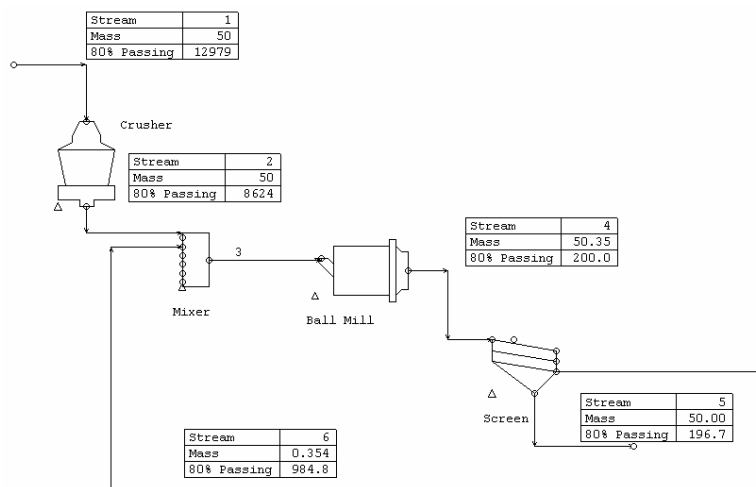 Stream 1
Mass 50
80% Passing 12979
Crusher
Stream 2
Mass 50
80% Passing 8624
Stream 4
Mass 50.35
80% Passing 200.0
3
Mixer
Ball Mill
Stream 5
Mass 50.00
80% Passing 196.7
Screen
Stream 6
Mass 0.354
80% Passing 984.8